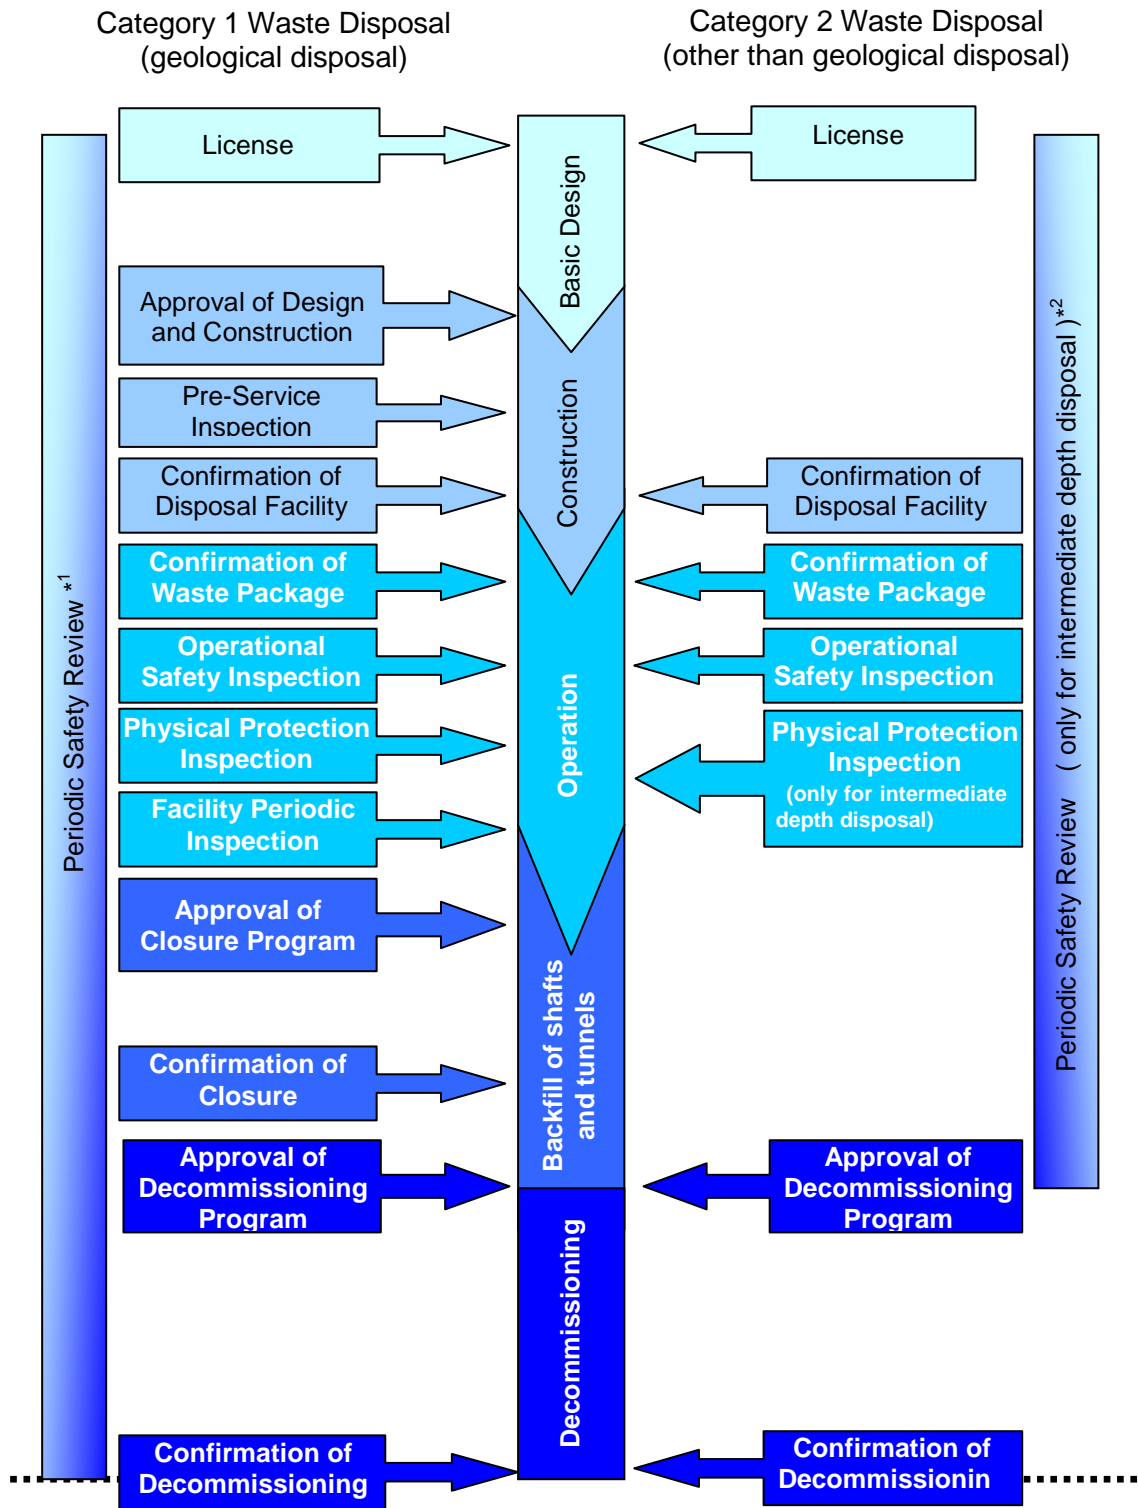 Category 1 Waste Disposal
(geological disposal)
Category 2 Waste Disposal
(other than geological disposal)
Periodic Safety Review *1
License
Approval of Design
and Construction
Pre-Service
Inspection
Confirmation of
Disposal Facility
Confirmation of
Waste Package
Operational
Safety Inspection
Physical Protection
Inspection
Facility Periodic
Inspection
Approval of
Closure Program
Confirmation of
Closure
Approval of
Decommissioning
Program
Confirmation of
Decommissioning
Basic Design
Construction
Operation
Backfill of shafts
and tunnels
Decommissioning
License
Confirmation of
Disposal Facility
Confirmation of
Waste Package
Operational
Safety Inspection
Physical Protection
Inspection
(only for intermediate
depth disposal)
Approval of
Decommissioning
Program
Confirmation of
Decommissionin
Periodic Safety Review ( only for intermediate depth disposal )*2